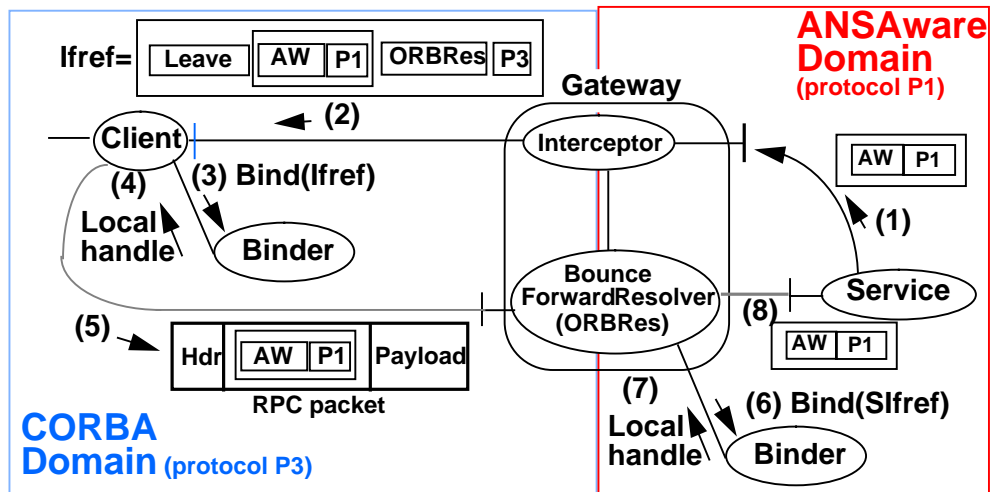 Ifref=
Leave
AW
P1
ORBRes
P3
ANSAware
Domain
(protocol P1)
Gateway
(2)
Client
Interceptor
AW
P1
(4)
(3) Bind(Ifref)
(1)
Local
handle
Binder
Bounce
ForwardResolver
(ORBRes)
Service
(8)
(5)
Hdr
AW
P1
Payload
AW
P1
RPC packet
(7)
(6) Bind(SIfref)
CORBA
Domain (protocol P3)
Local
handle
Binder